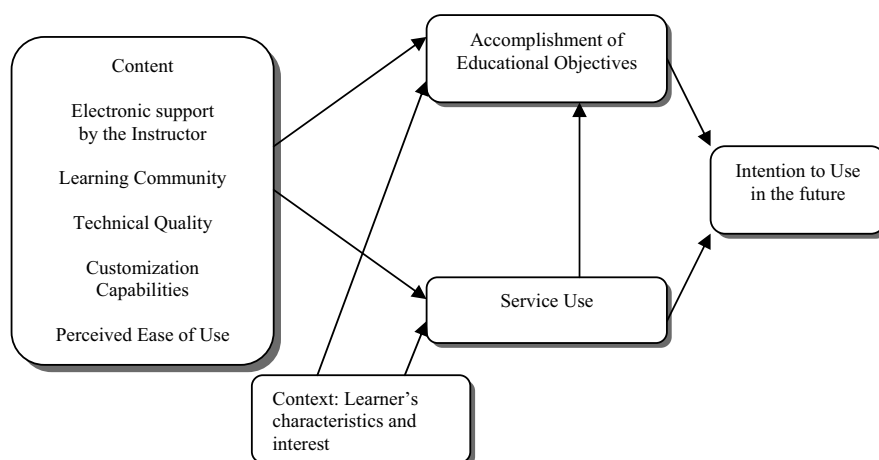 Content
Electronic support
by the Instructor
Learning Community
Technical Quality
Customization
Capabilities
Perceived Ease of Use
Accomplishment of
Educational Objectives
Service Use
Context: Learner’s
characteristics and
interest
Intention to Use
in the future